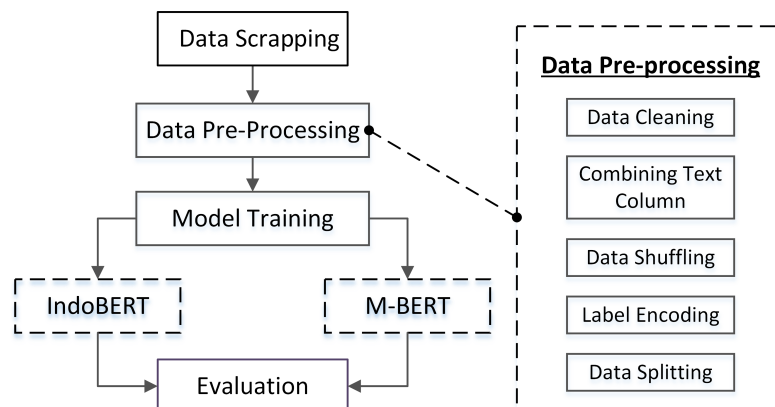 Data Scrapping
Data Pre-Processing
Model Training
IndoBERT
M-BERT
Evaluation
Data Pre-processing
Data Cleaning
Combining Text
Column
Data Shuffling
Label Encoding
Data Splitting